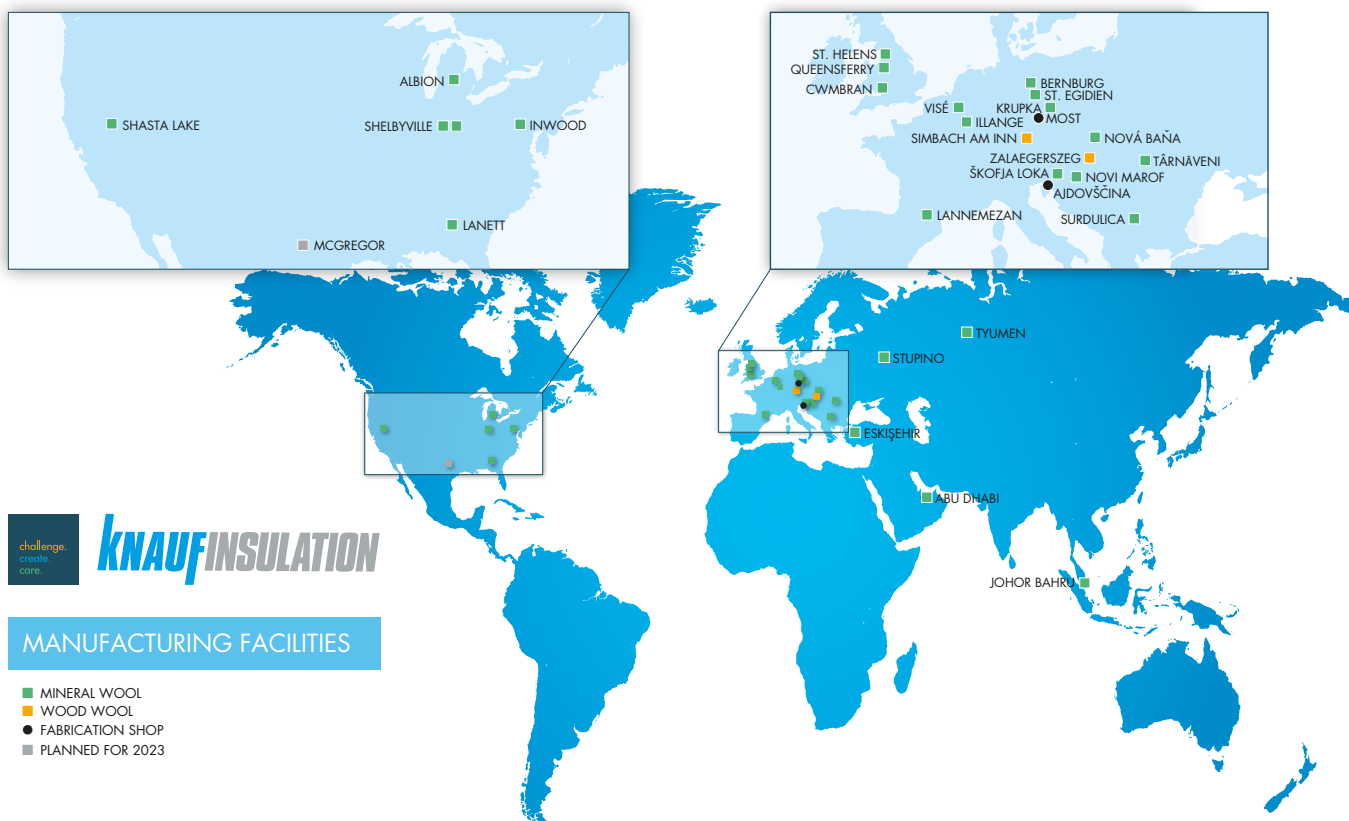 ALBION
SHASTA LAKE
SHELBYVILLE
INWOOD
LANETT
MCGREGOR
ST. HELENS
QUEENSFERRY
CWMBRAN
BERNBURG
ST. EGIDIEN
VISÉ
KRUPKA
ILLANGE
MOST
SIMBACH AM INN
NOVÁ BAŇA
ZALAEGERSZEG
TÂRNĂVENI
ŠKOFJA LOKA
NOVI MAROF
AJDOVŠČINA
LANNEMEZAN
SURDULICA
TYUMEN
STUPINO
ESKIŞEHIR
ABU DHABI
JOHOR BAHRU
challenge.
create.
care.
KNAUFINSULATION
MANUFACTURING FACILITIES
MINERAL WOOL
WOOD WOOL
FABRICATION SHOP
PLANNED FOR 2023